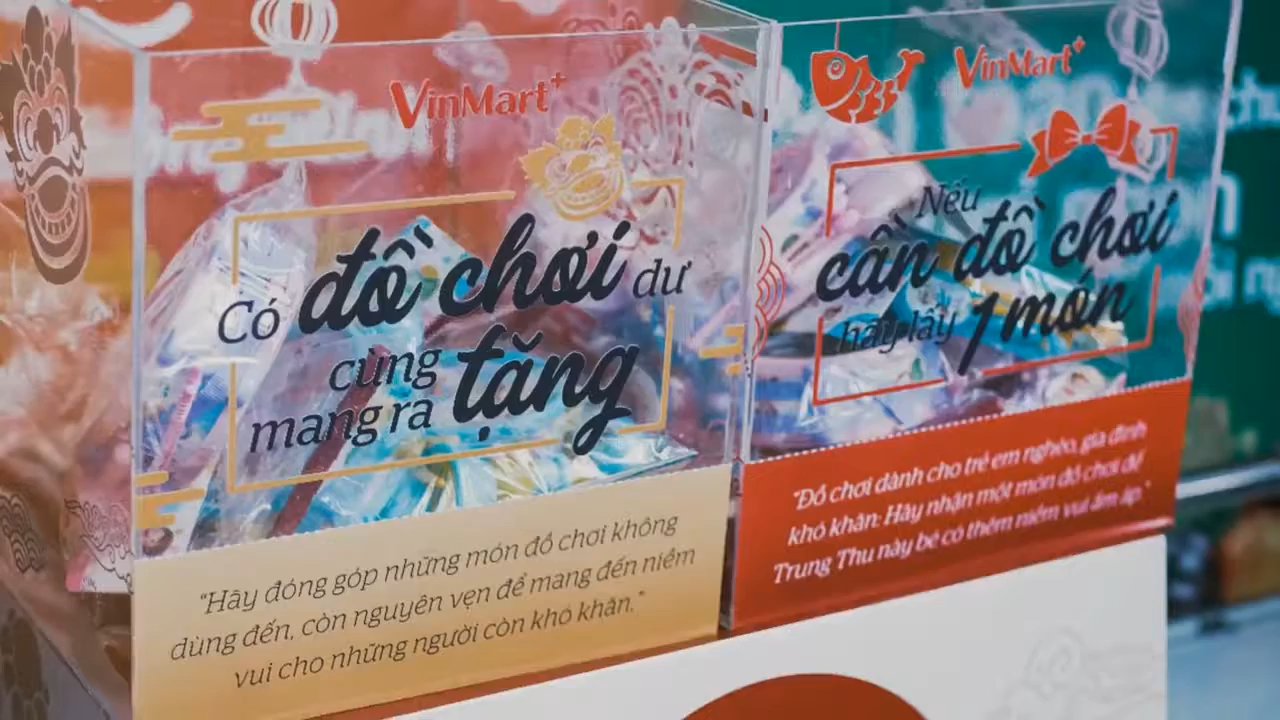 VinMart+
Có đồ chơi dư
cùng
mang ra tặng
"Hãy đóng góp những món đồ chơi không
dùng đến, còn nguyên vẹn để mang đến niềm
vui cho những người còn khó khăn."
VinMart+
Nếu
cần đồ chơi
hãy lấy 1 món
"Đồ chơi dành cho trẻ em nghèo, gia đình
khó khăn: Hãy nhận một món đồ chơi để
Trung Thu này bé có thêm niềm vui ấm áp."